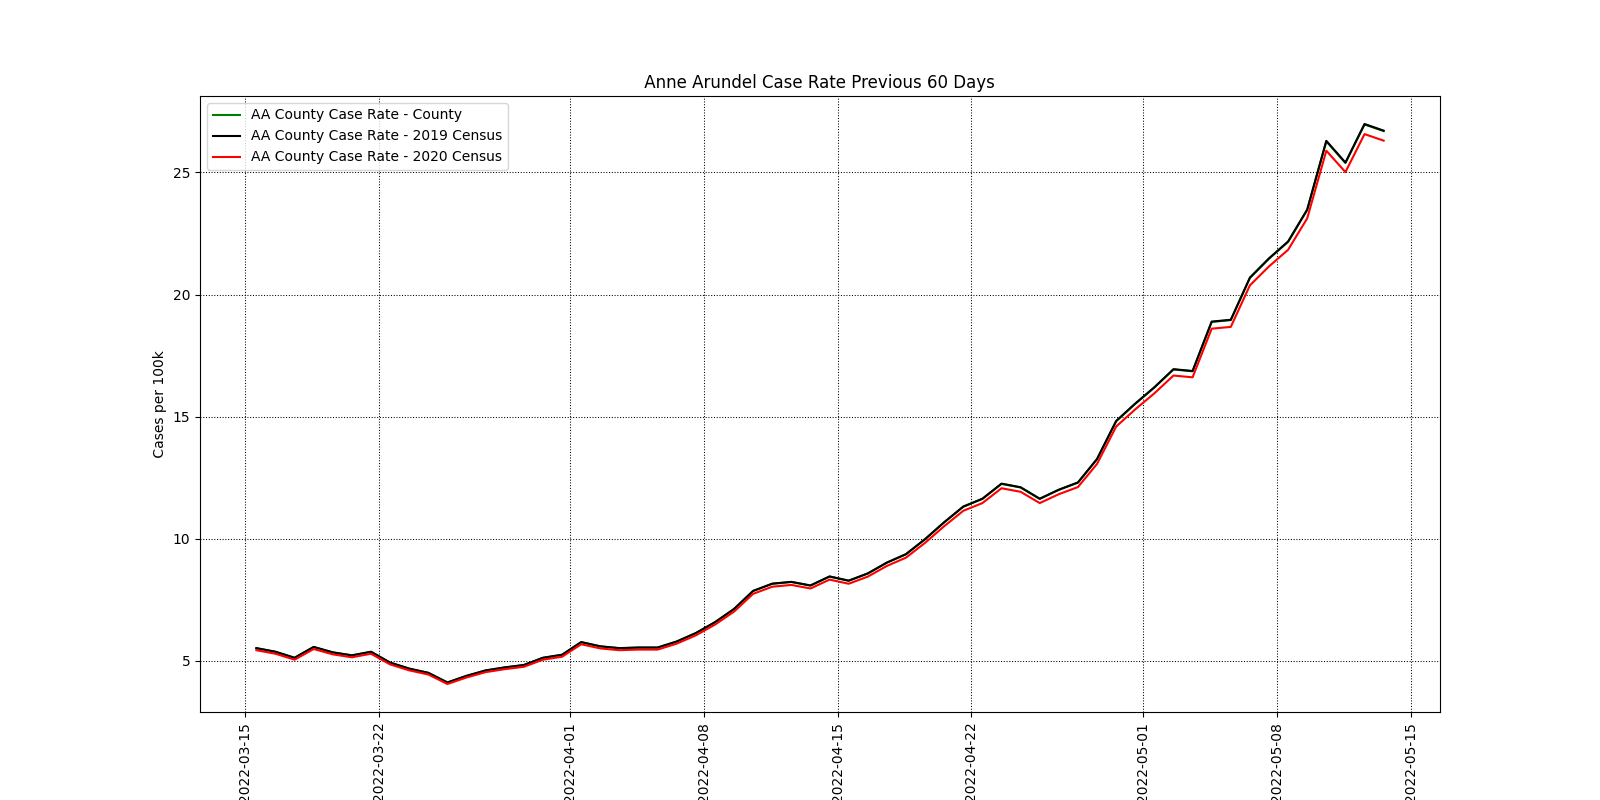 Anne Arundel Case Rate Previous 60 Days
AA County Case Rate - County
AA County Case Rate - 2019 Census
AA County Case Rate - 2020 Census
25
20
15
10
5
Cases per 100k
2022-03-15
2022-03-22
2022-04-01
2022-04-08
2022-04-15
2022-04-22
2022-05-01
2022-05-08
2022-05-15